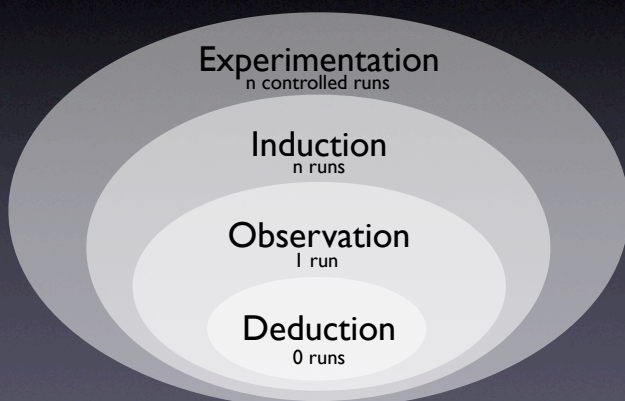 Experimentation
n controlled runs
Induction
n runs
Observation
1 run
Deduction
0 runs